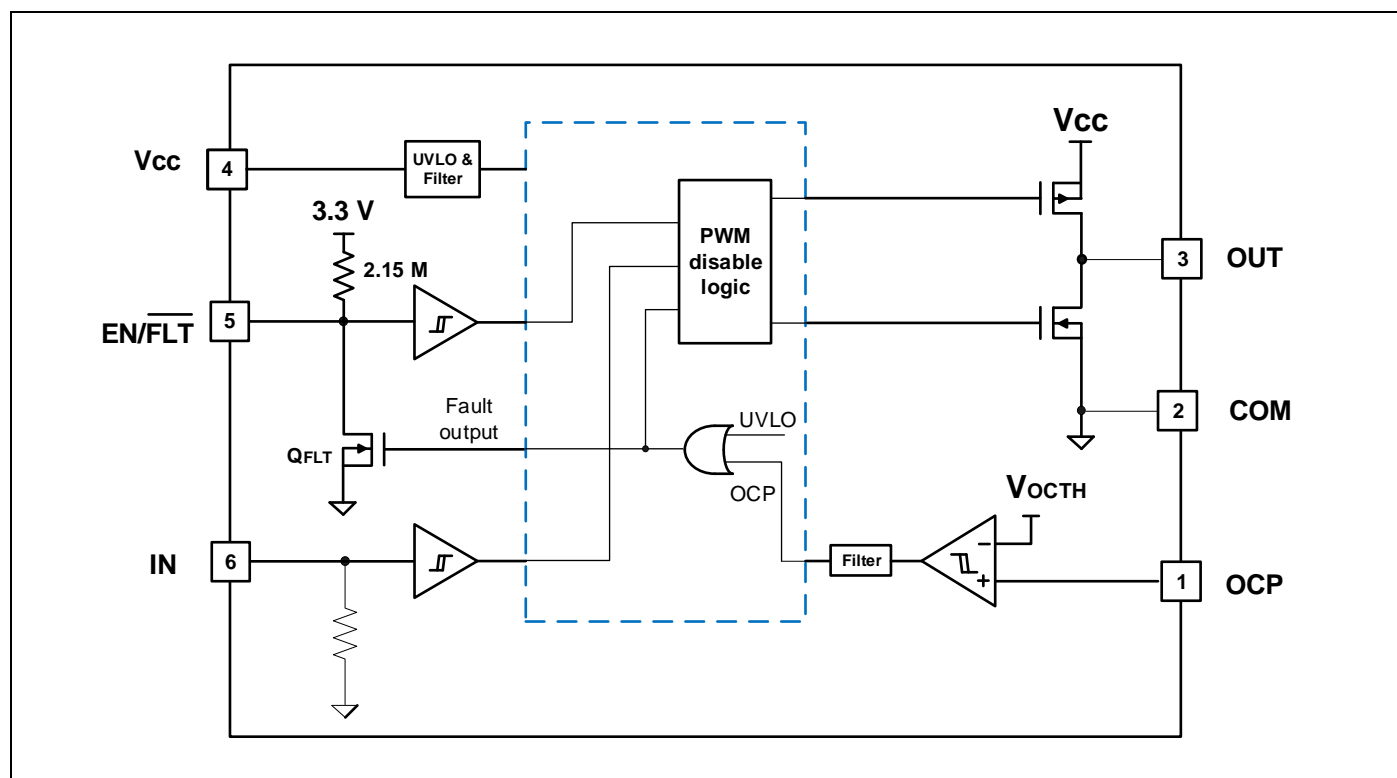 Vcc
Vcc
4
UVLO &
Filter
3.3 V
2.15 M
PWM
disable
logic
3
OUT
EN/FLT
5
2
COM
Fault
output
UVLO
QFLT
OCP
VOCTH
IN
6
Filter
−
+
1
OCP